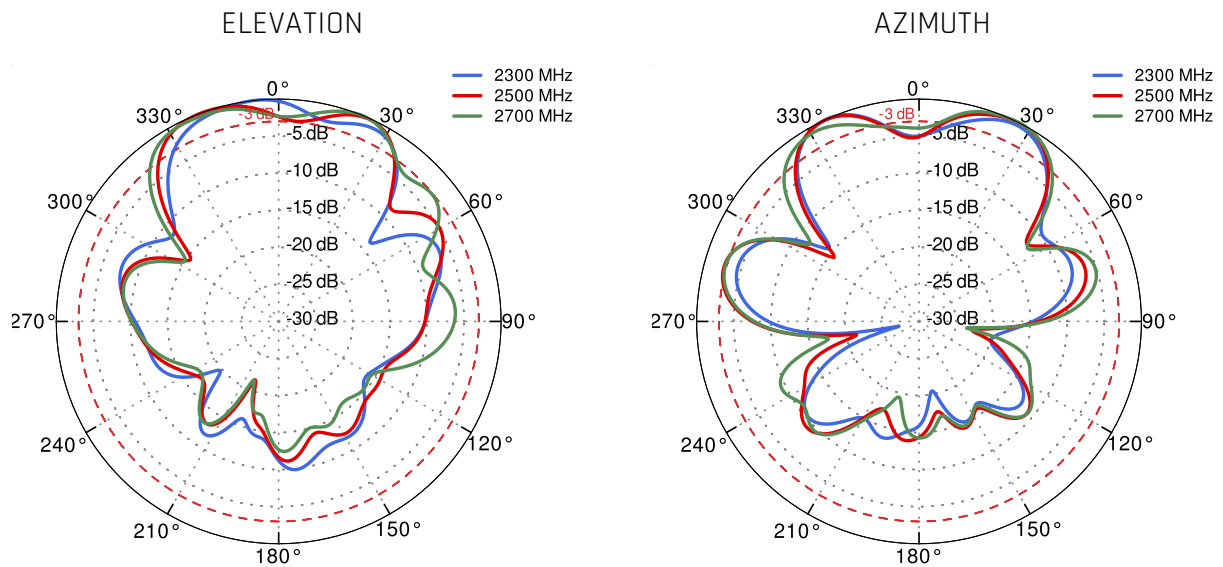 ELEVATION
2300 MHz
2500 MHz
2700 MHz
0°
30°
60°
90°
120°
150°
180°
210°
240°
270°
300°
330°
-3 dB
-5 dB
-10 dB
-15 dB
-20 dB
-25 dB
-30 dB
AZIMUTH
2300 MHz
2500 MHz
2700 MHz
0°
30°
60°
90°
120°
150°
180°
210°
240°
270°
300°
330°
-3 dB
5 dB
-10 dB
-15 dB
-20 dB
-25 dB
-30 dB